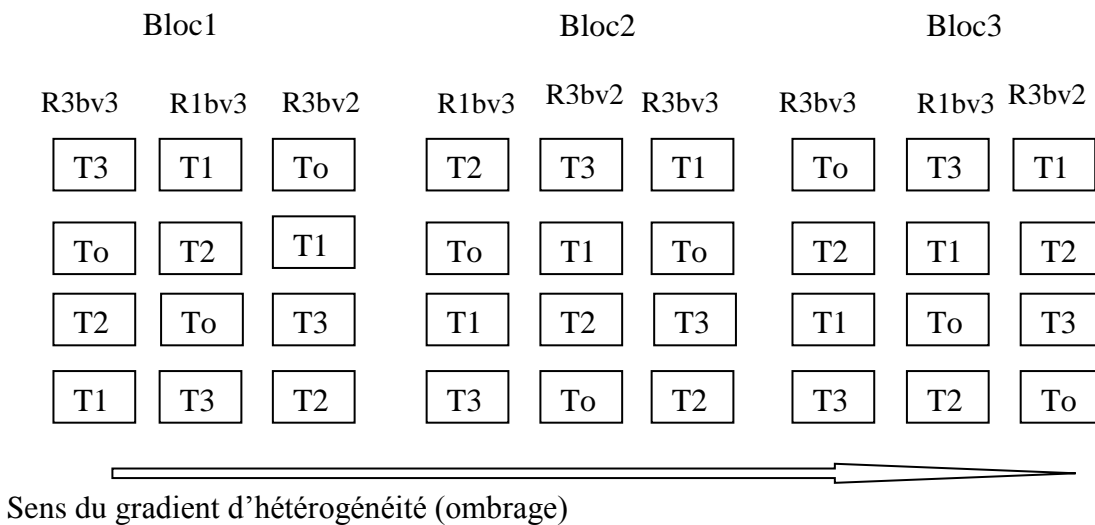 Bloc1 Bloc2 Bloc3
R3bv3 R1bv3 R3bv2 R1bv3 R3bv2 R3bv3 R3bv3 R1bv3 R3bv2
T3 T1 To T2 T3 T1 To T3 T1
To T2 T1 To T1 To T2 T1 T2
T2 To T3 T1 T2 T3 T1 To T3
T1 T3 T2 T3 To T2 T3 T2 To
Sens du gradient d’hétérogénéité (ombrage)